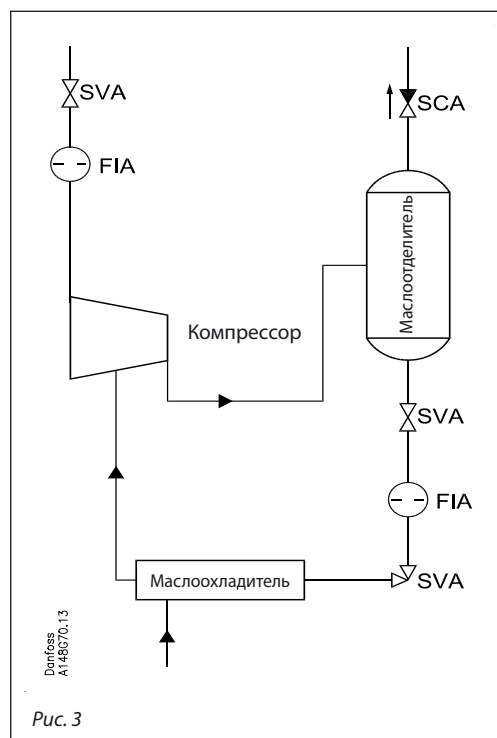 SVA
SCA
FIA
Маслоотделитель
Компрессор
SVA
FIA
Маслоохладитель
SVA
Danfoss
A148G70.13
Рис. 3